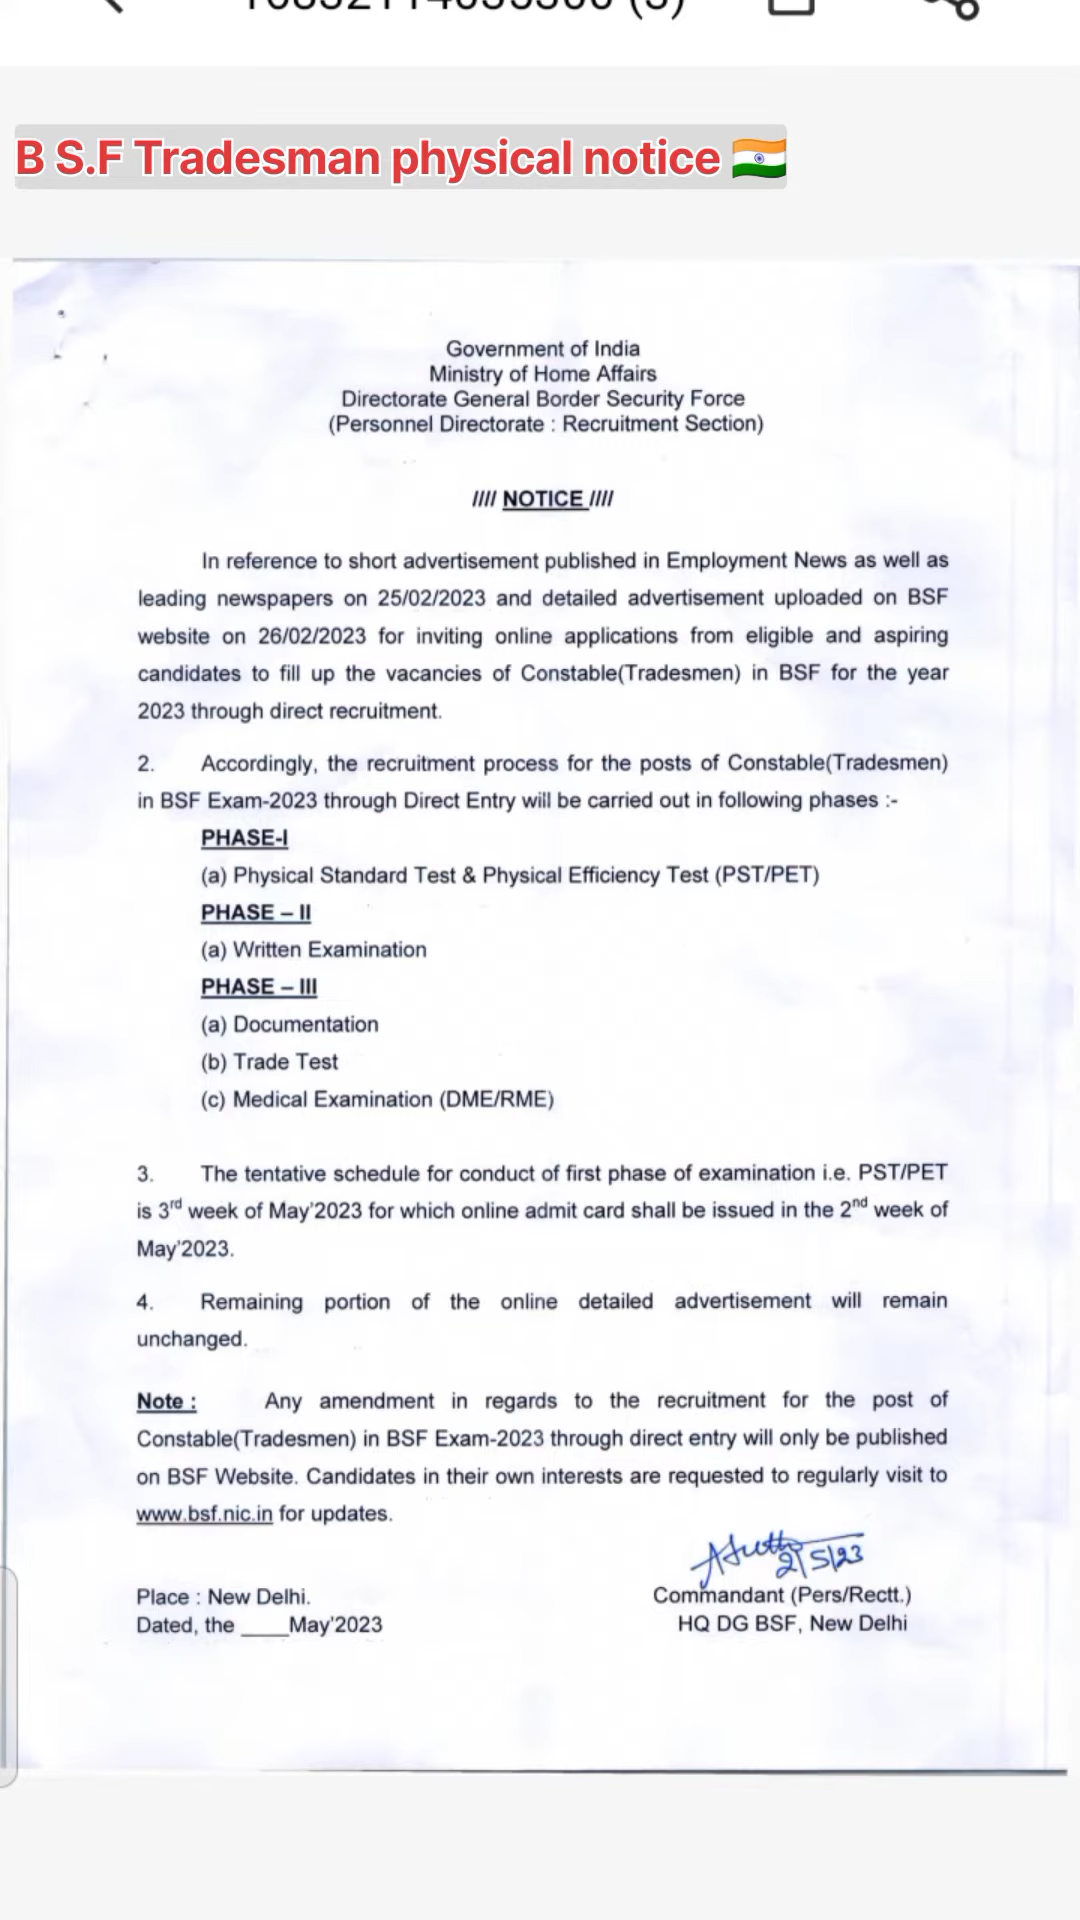 B S.F Tradesman physical notice 🇮🇳
Government of India
Ministry of Home Affairs
Directorate General Border Security Force
(Personnel Directorate : Recruitment Section)
//// NOTICE ////
In reference to short advertisement published in Employment News as well as
leading newspapers on 25/02/2023 and detailed advertisement uploaded on BSF
website on 26/02/2023 for inviting online applications from eligible and aspiring
candidates to fill up the vacancies of Constable(Tradesmen) in BSF for the year
2023 through direct recruitment.
2. Accordingly, the recruitment process for the posts of Constable(Tradesmen)
in BSF Exam-2023 through Direct Entry will be carried out in following phases :-
PHASE-I
(a) Physical Standard Test & Physical Efficiency Test (PST/PET)
PHASE – II
(a) Written Examination
PHASE – III
(a) Documentation
(b) Trade Test
(c) Medical Examination (DME/RME)
3. The tentative schedule for conduct of first phase of examination i.e. PST/PET
is 3rd week of May'2023 for which online admit card shall be issued in the 2nd week of
May'2023.
4. Remaining portion of the online detailed advertisement will remain
unchanged.
Note : Any amendment in regards to the recruitment for the post of
Constable(Tradesmen) in BSF Exam-2023 through direct entry will only be published
on BSF Website. Candidates in their own interests are requested to regularly visit to
www.bsf.nic.in for updates.
2/5/23
Place : New Delhi. Commandant (Pers/Rectt.)
Dated, the ____May'2023 HQ DG BSF, New Delhi